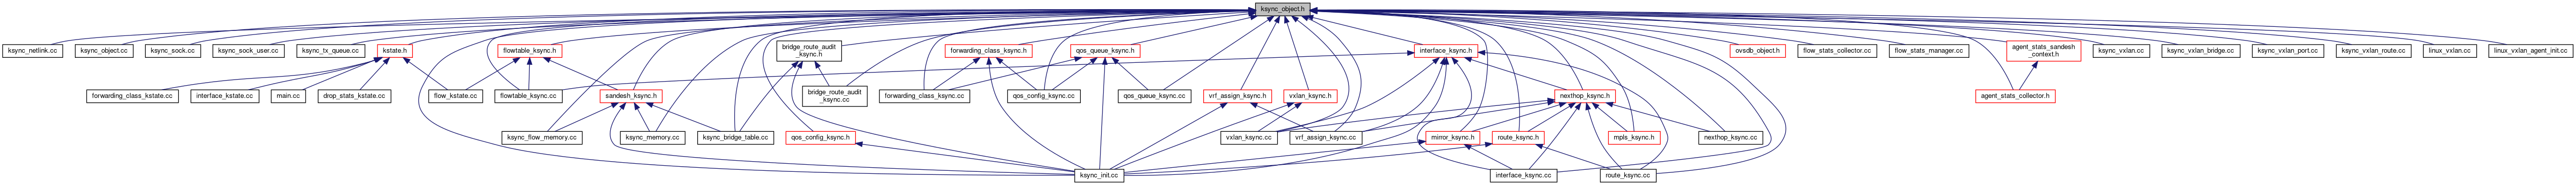 ksync_object.h
ksync_netlink.cc
ksync_object.cc
ksync_sock.cc
ksync_sock_user.cc
ksync_tx_queue.cc
kstate.h
flowtable_ksync.h
bridge_route_audit
_ksync.h
forwarding_class_ksync.h
qos_queue_ksync.h
interface_ksync.h
ovsdb_object.h
flow_stats_collector.cc
flow_stats_manager.cc
agent_stats_sandesh
_context.h
ksync_vxlan.cc
ksync_vxlan_bridge.cc
ksync_vxlan_port.cc
ksync_vxlan_route.cc
linux_vxlan.cc
linux_vxlan_agent_init.cc
forwarding_class_kstate.cc
interface_kstate.cc
main.cc
drop_stats_kstate.cc
flow_kstate.cc
flowtable_ksync.cc
sandesh_ksync.h
bridge_route_audit
_ksync.cc
forwarding_class_ksync.cc
qos_config_ksync.cc
qos_queue_ksync.cc
vrf_assign_ksync.h
vxlan_ksync.h
nexthop_ksync.h
agent_stats_collector.h
ksync_flow_memory.cc
ksync_memory.cc
ksync_bridge_table.cc
qos_config_ksync.h
vxlan_ksync.cc
vrf_assign_ksync.cc
mirror_ksync.h
route_ksync.h
mpls_ksync.h
nexthop_ksync.cc
ksync_init.cc
interface_ksync.cc
route_ksync.cc